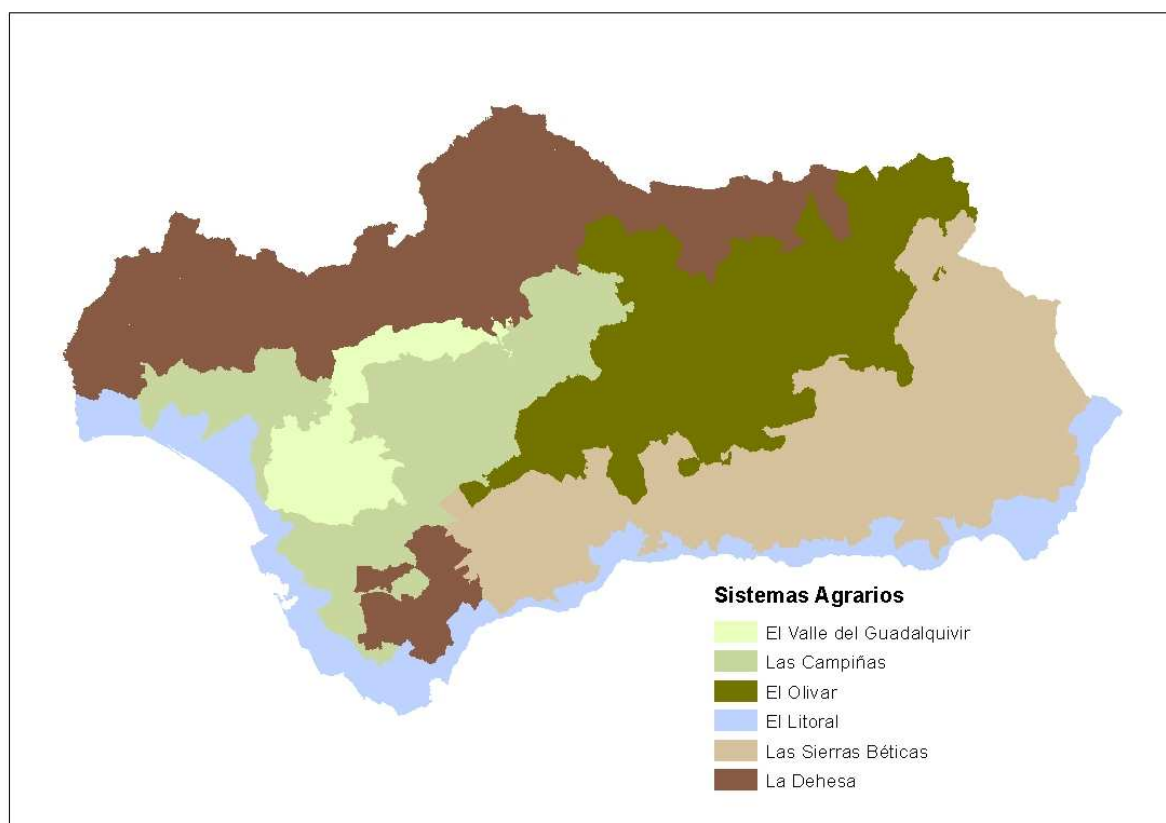 Sistemas Agrarios
El Valle del Guadalquivir
Las Campiñas
El Olivar
El Litoral
Las Sierras Béticas
La Dehesa